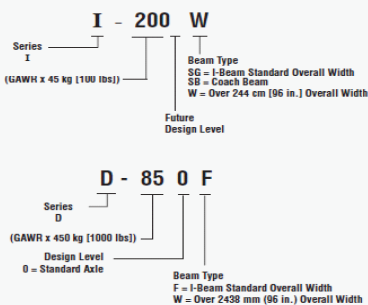 I - 200 W
Series
I
(GAWR x 45 kg [100 lbs])
Beam Type
SG = I-Beam Standard Overall Width
SB = Coach Beam
W = Over 244 cm [96 in.] Overall Width
Future
Design Level
D - 85 0 F
Series
D
(GAWR x 450 kg [1000 lbs])
Design Level
0 = Standard Axle
Beam Type
F = I-Beam Standard Overall Width
W = Over 2438 mm (96 in.) Overall Width